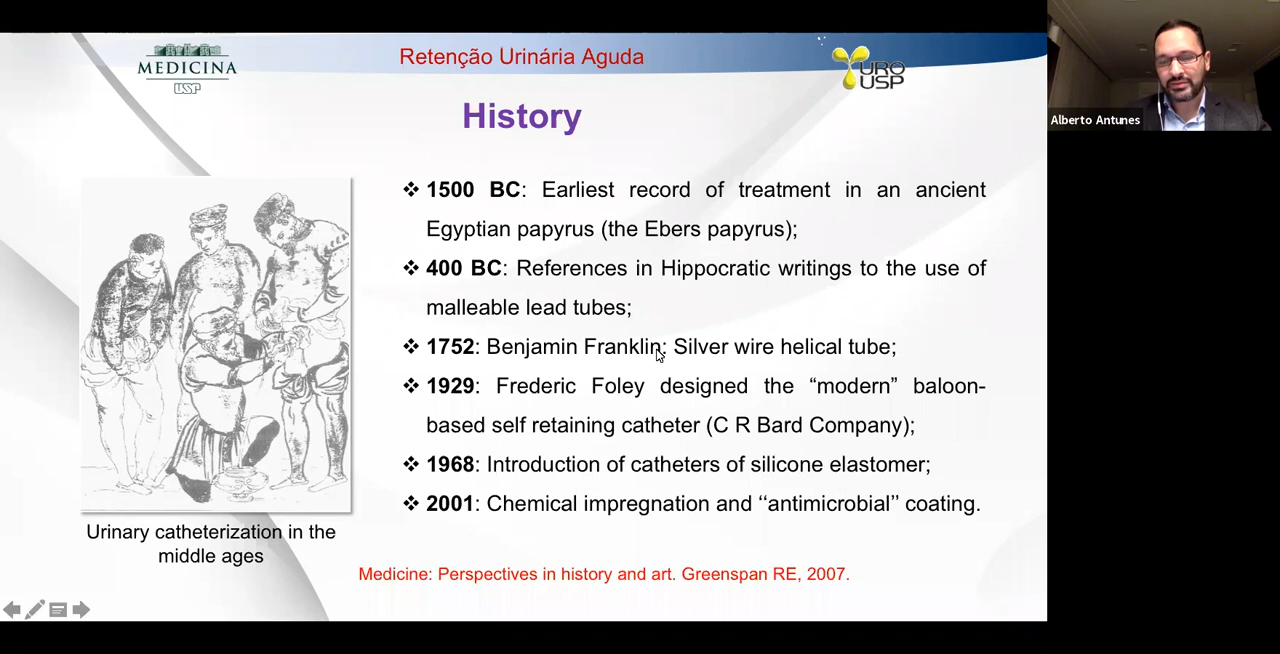 MEDICINA
USP
Retenção Urinária Aguda
URO
USP
Alberto Antunes
History
❖ 1500 BC: Earliest record of treatment in an ancient
Egyptian papyrus (the Ebers papyrus);
❖ 400 BC: References in Hippocratic writings to the use of
malleable lead tubes;
❖ 1752: Benjamin Franklin: Silver wire helical tube;
❖ 1929: Frederic Foley designed the “modern” baloon-
based self retaining catheter (C R Bard Company);
❖ 1968: Introduction of catheters of silicone elastomer;
❖ 2001: Chemical impregnation and ‘‘antimicrobial’’ coating.
Urinary catheterization in the
middle ages
Medicine: Perspectives in history and art. Greenspan RE, 2007.